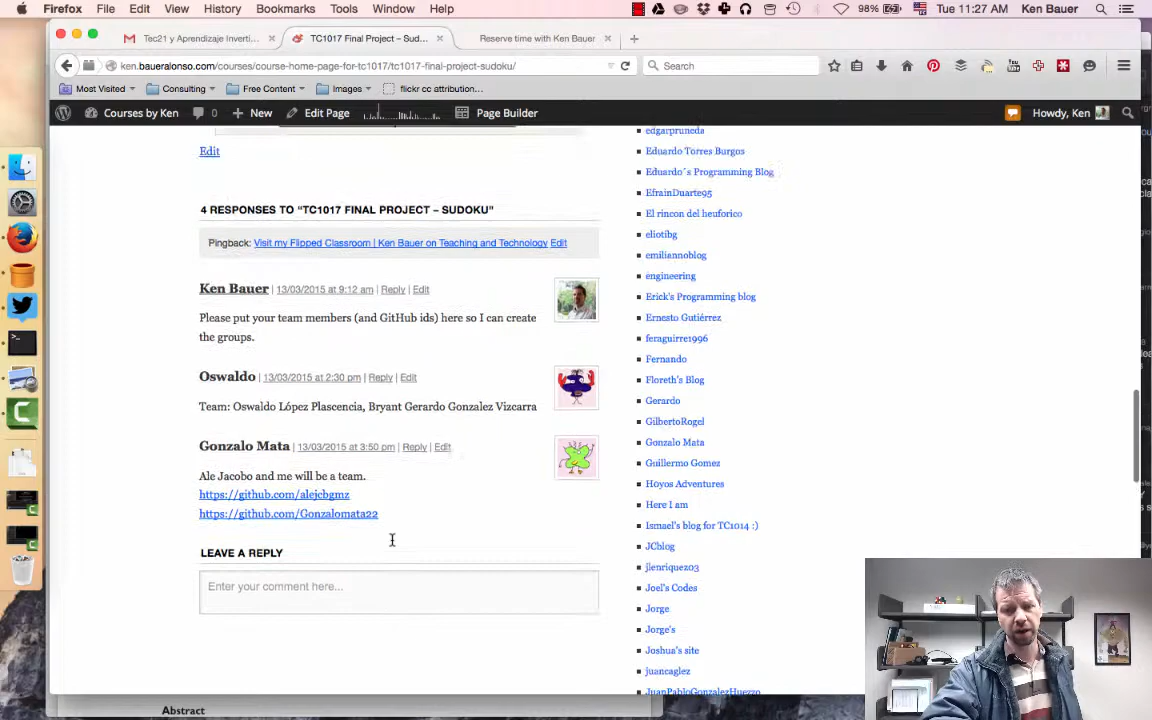 Firefox File Edit View History Bookmarks Tools Window Help 98% Tue 11:27 AM Ken Bauer
Tec21 y Aprendizaje Inverti... TC1017 Final Project – Sud... Reserve time with Ken Bauer
ken.baueralonso.com/courses/course-home-page-for-tc1017/tc1017-final-project-sudoku/ Search
Most Visited Consulting Free Content Images flickr cc attribution...
Courses by Ken 0 New Edit Page Page Builder Howdy, Ken
Edit
4 RESPONSES TO “TC1017 FINAL PROJECT – SUDOKU”
Pingback: Visit my Flipped Classroom | Ken Bauer on Teaching and Technology Edit
Ken Bauer | 13/03/2015 at 9:12 am | Reply | Edit
Please put your team members (and GitHub ids) here so I can create
the groups.
Oswaldo | 13/03/2015 at 2:30 pm | Reply | Edit
Team: Oswaldo López Plascencia, Bryant Gerardo Gonzalez Vizcarra
Gonzalo Mata | 13/03/2015 at 3:50 pm | Reply | Edit
Ale Jacobo and me will be a team.
https://github.com/alejcbgmz
https://github.com/Gonzalomata22
LEAVE A REPLY
Enter your comment here...
edgarpruneda
Eduardo Torres Burgos
Eduardo´s Programming Blog
EfrainDuarte95
El rincon del heuforico
eliotibg
emiliannoblog
engineering
Erick's Programming blog
Ernesto Gutiérrez
feraguirre1996
Fernando
Floreth's Blog
Gerardo
GilbertoRogel
Gonzalo Mata
Guillermo Gomez
H0yos Adventures
Here I am
Ismael's blog for TC1014 :)
JCblog
jlenriquez03
Joel's Codes
Jorge
Jorge's
Joshua's site
juancaglez
JuanPabloGonzalezHuezzo
Abstract